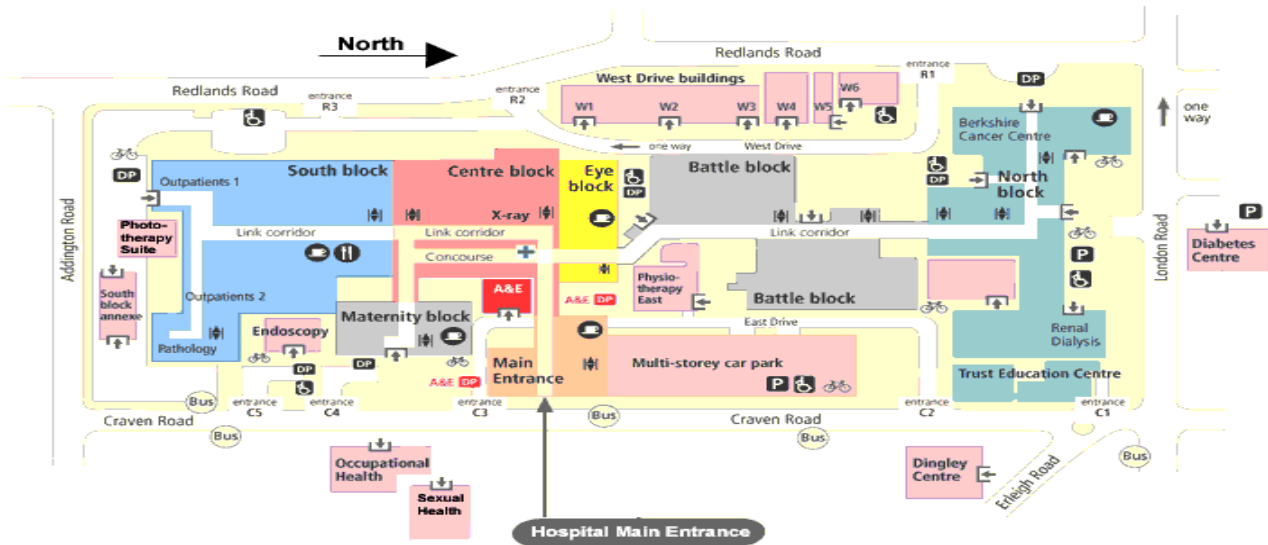 North
Redlands Road
Redlands Road
entrance
R3
entrance
R2
entrance
R1
West Drive buildings
W1
W2
W3
W4
W5
W6
DP
one
way
Berkshire
Cancer Centre
one way
West Drive
DP
South block
Outpatients 1
Centre block
X-ray
Eye
block
DP
Battle block
DP
North
block
Addington Road
Photo-
therapy
Suite
Link corridor
Link corridor
Link corridor
Concourse
P
Diabetes
Centre
London Road
P
South
block
annexe
Outpatients 2
Pathology
Endoscopy
Maternity block
A&E
A&E DP
Physio-
therapy
East
Battle block
East Drive
Renal
Dialysis
DP
DP
A&E DP
Main
Entrance
Multi-storey car park
P
Trust Education Centre
Bus
entrance
C5
entrance
C4
entrance
C3
entrance
C2
entrance
C1
Craven Road
Bus
Bus
Craven Road
Bus
Bus
Occupational
Health
Sexual
Health
Dingley
Centre
Erleigh Road
Hospital Main Entrance